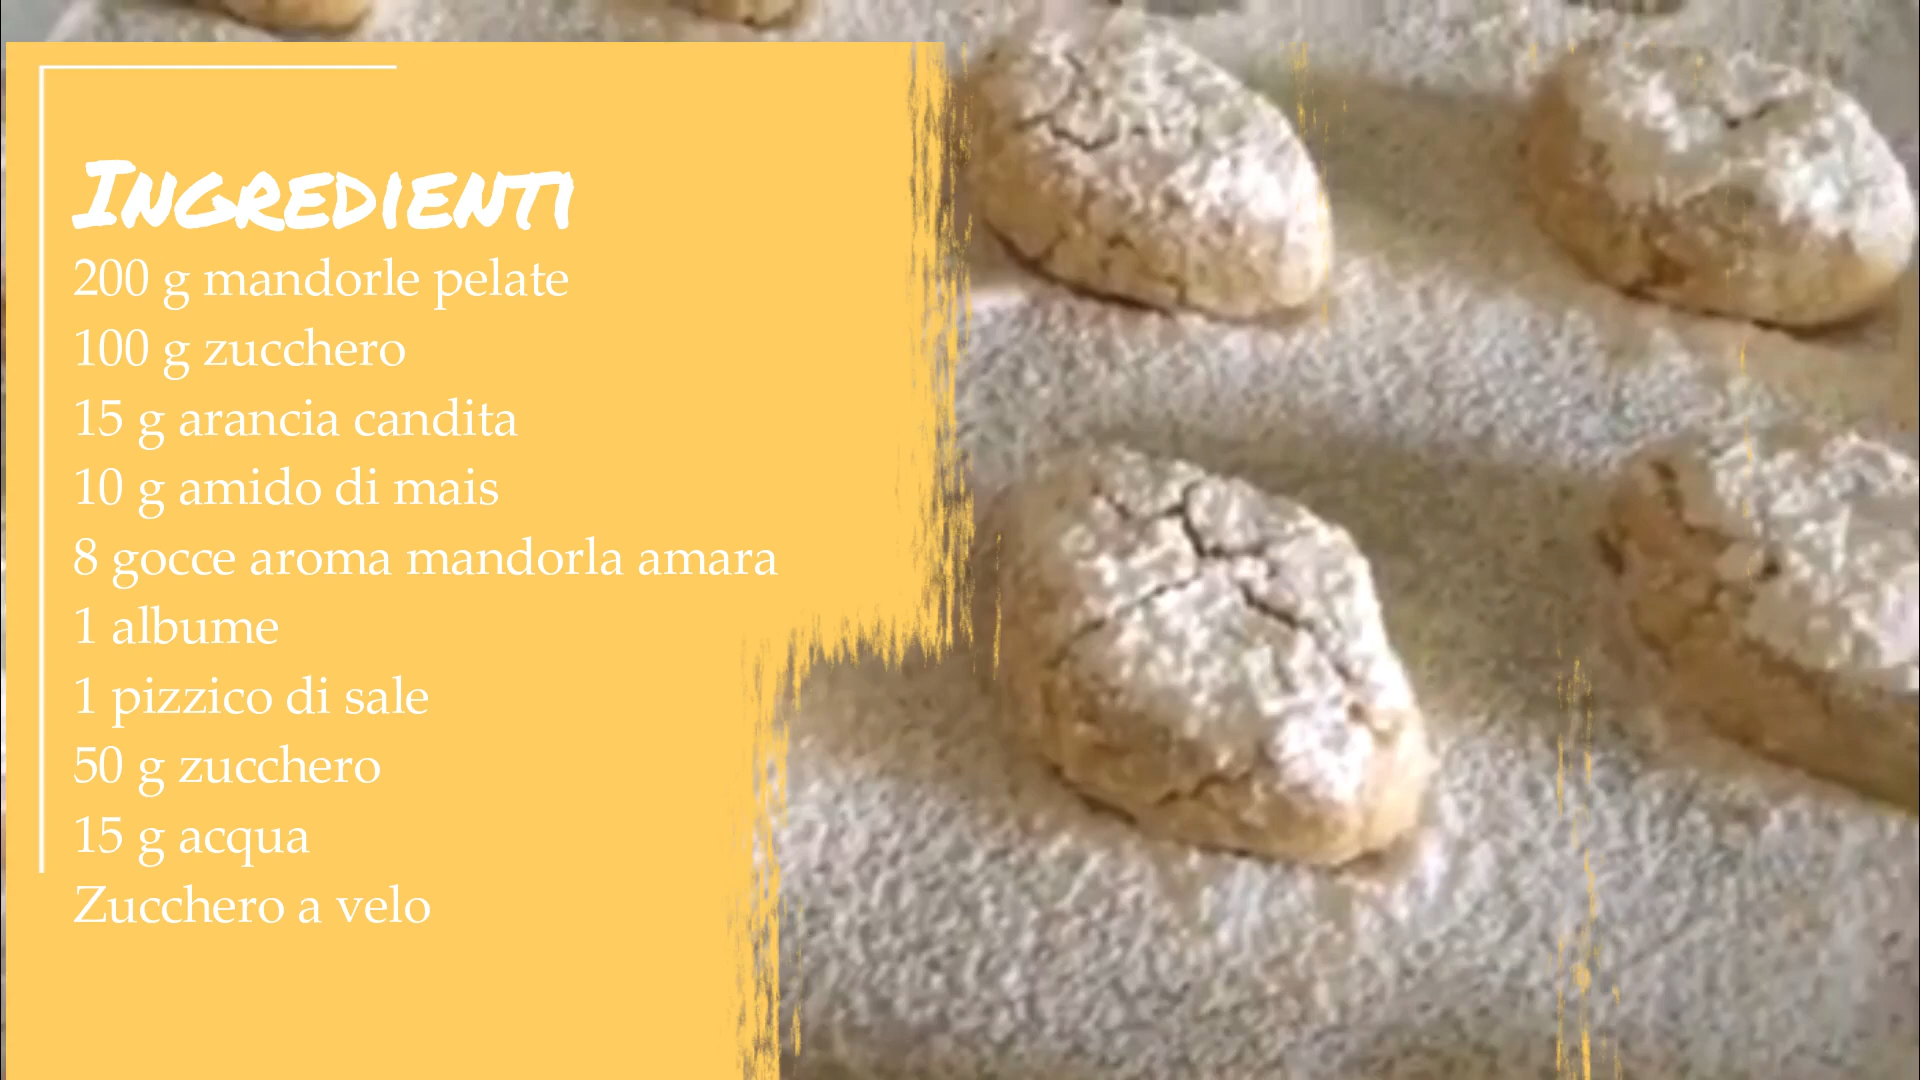 INGREDIENTI
200 g mandorle pelate
100 g zucchero
15 g arancia candita
10 g amido di mais
8 gocce aroma mandorla amara
1 albume
1 pizzico di sale
50 g zucchero
15 g acqua
Zucchero a velo